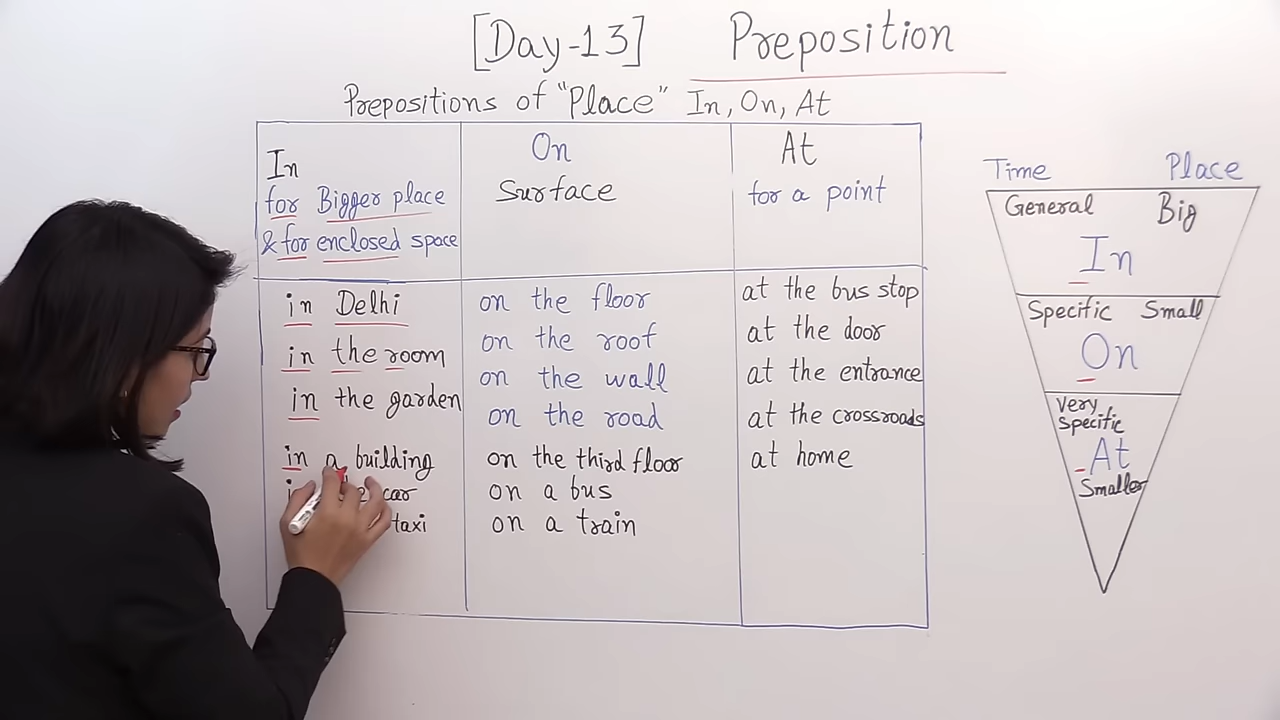 [Day-13] Preposition
Prepositions of "Place" In, On, At
In
for Bigger place
& for enclosed space
On
Surface
At
for a point
in Delhi
in the room
in the garden
in a building
car
taxi
on the floor
on the roof
on the wall
on the road
on the third floor
on a bus
on a train
at the bus stop
at the door
at the entrance
at the crossroads
at home
Time Place
General Big
In
Specific Small
On
Very
Specific
At
Smaller